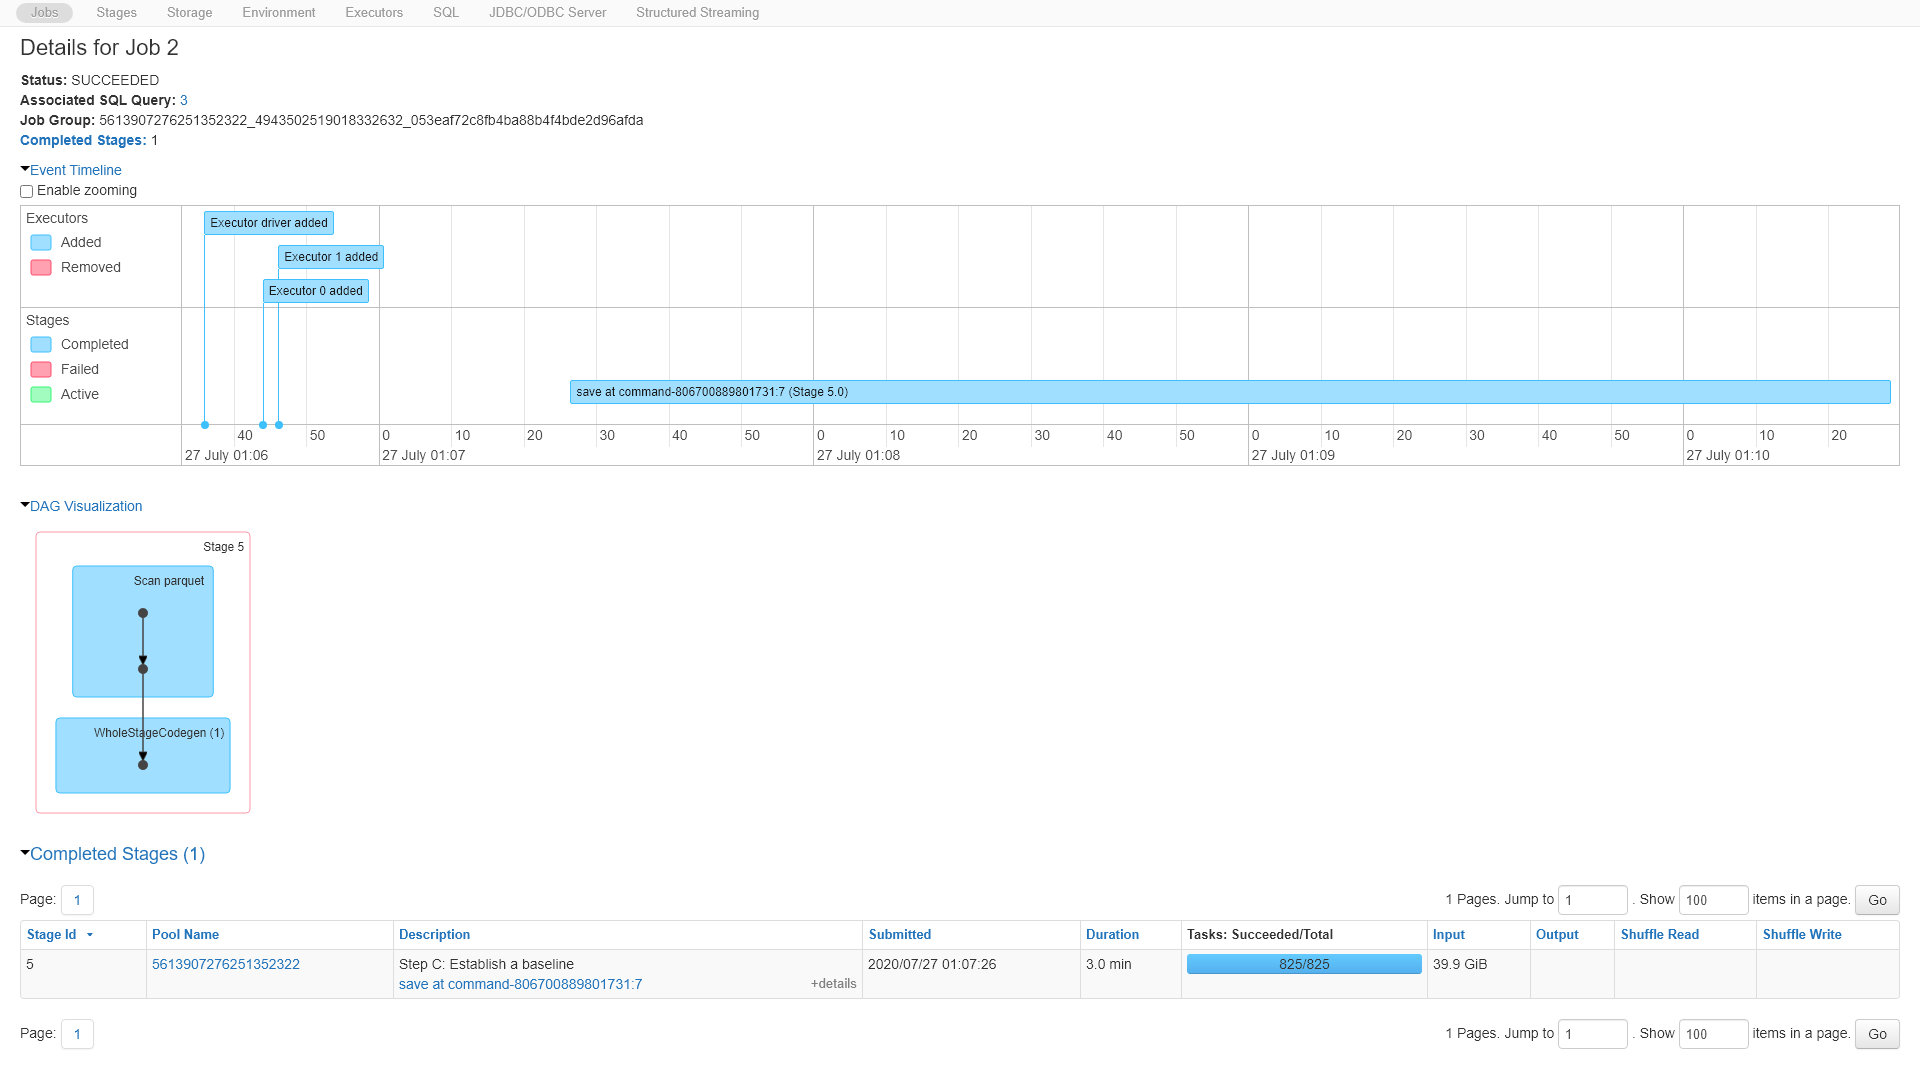 Jobs Stages Storage Environment Executors SQL JDBC/ODBC Server Structured Streaming
Details for Job 2
Status: SUCCEEDED
Associated SQL Query: 3
Job Group: 5613907276251352322_4943502519018332632_053eaf72c8fb4ba88b4f4bde2d96afda
Completed Stages: 1
Event Timeline
Enable zooming
Executors
Added
Removed
Executor driver added
Executor 1 added
Executor 0 added
Stages
Completed
Failed
Active
save at command-806700889801731:7 (Stage 5.0)
40 50 0 10 20 30 40 50 0 10 20 30 40 50 0 10 20 30 40 50 0 10 20
27 July 01:06 27 July 01:07 27 July 01:08 27 July 01:09 27 July 01:10
DAG Visualization
Stage 5
Scan parquet
WholeStageCodegen (1)
Completed Stages (1)
Page: 1 1 Pages. Jump to 1 . Show 100 items in a page. Go
Stage Id Pool Name Description Submitted Duration Tasks: Succeeded/Total Input Output Shuffle Read Shuffle Write
5 5613907276251352322 Step C: Establish a baseline 2020/07/27 01:07:26 3.0 min 825/825 39.9 GiB
save at command-806700889801731:7 +details
Page: 1 1 Pages. Jump to 1 . Show 100 items in a page. Go